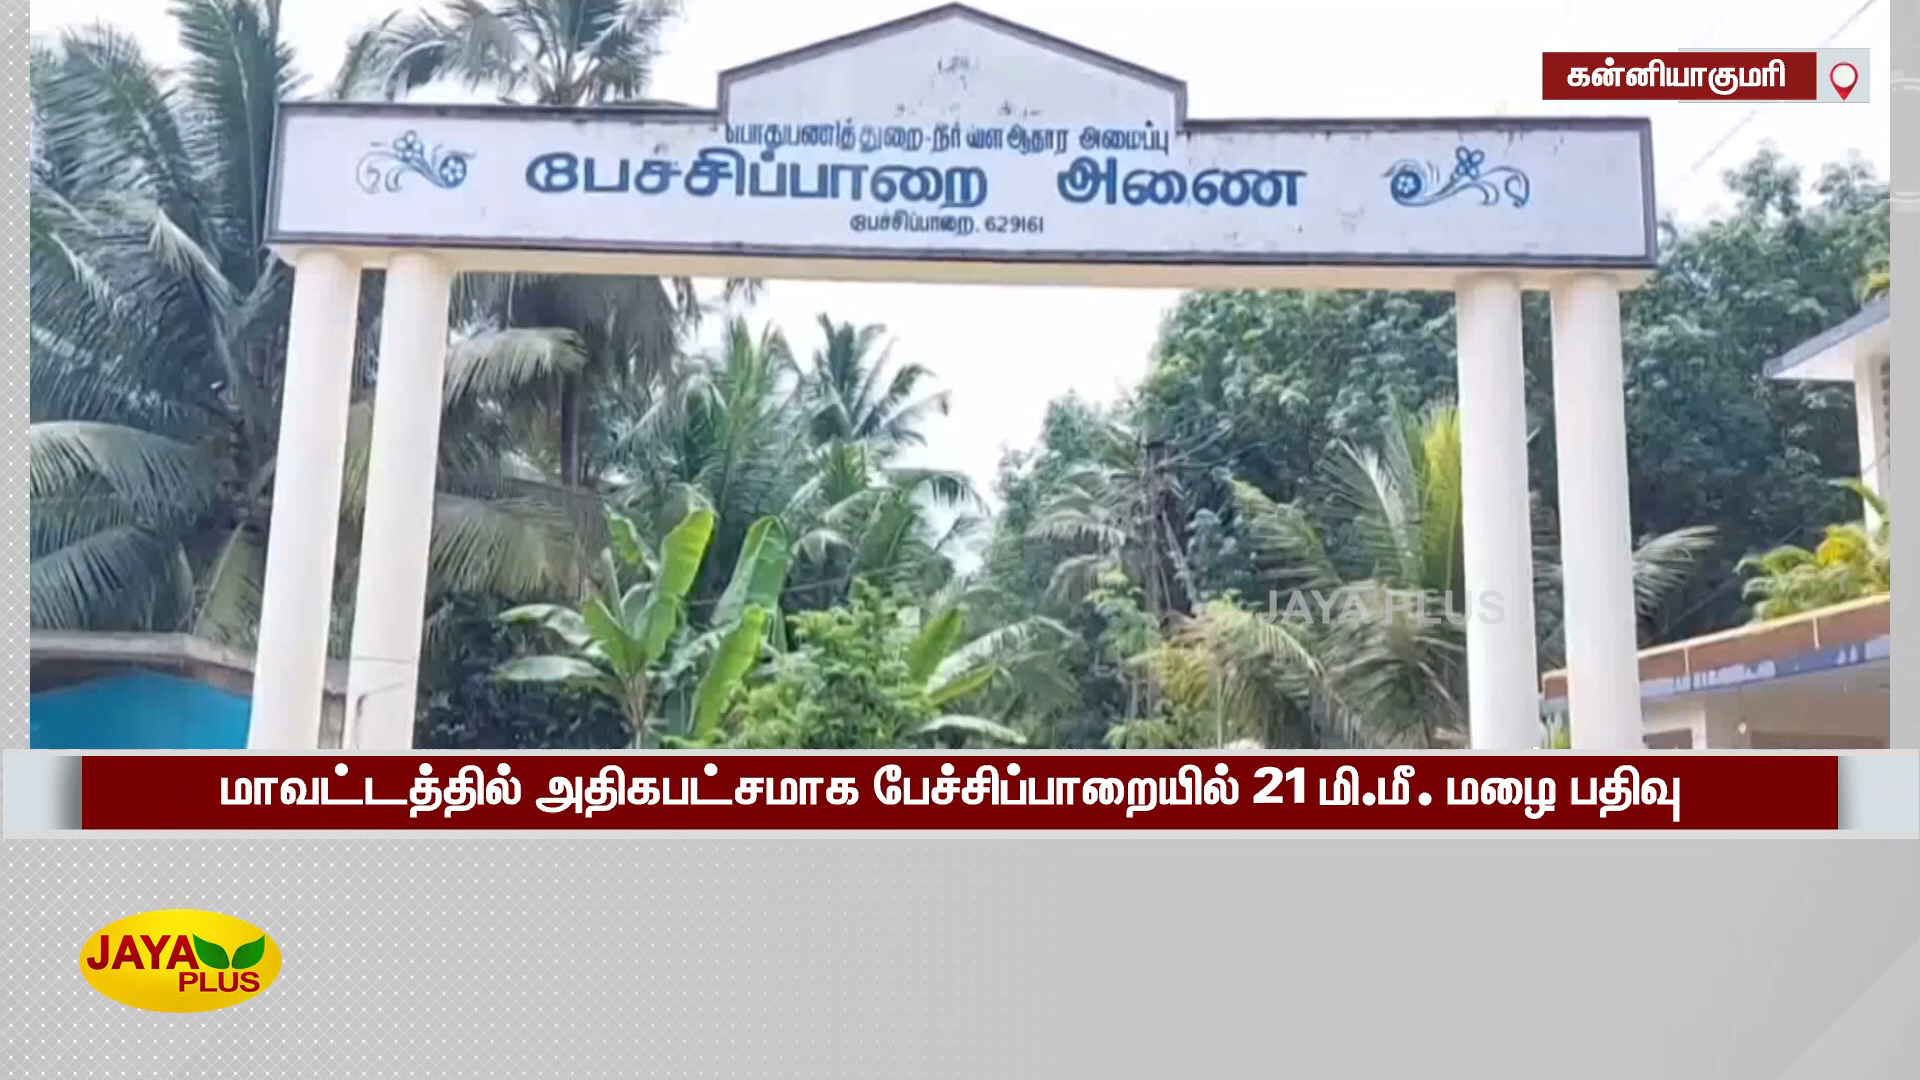 கன்னியாகுமரி
பொதுபணித்துறை-நீர் வள ஆதார அமைப்பு
பேச்சிப்பாறை அணை
பேச்சிப்பாறை. 629161
JAYA PLUS
மாவட்டத்தில் அதிகபட்சமாக பேச்சிப்பாறையில் 21 மி.மீ. மழை பதிவு
JAYA
PLUS